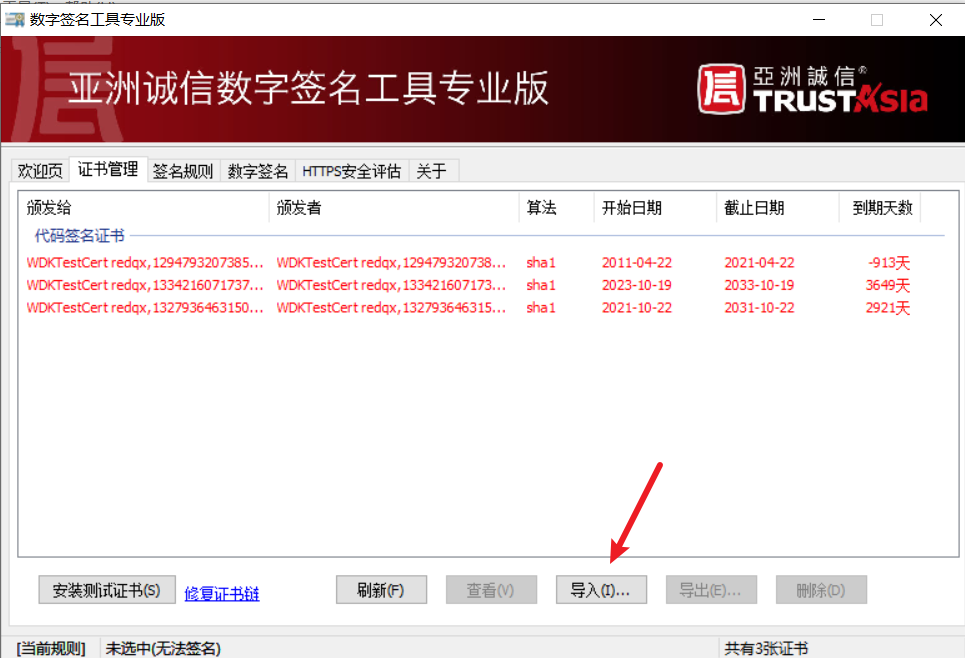 数字签名工具专业版
亚洲诚信数字签名工具专业版
亞洲誠信®
TRUSTAsia
欢迎页 证书管理 签名规则 数字签名 HTTPS安全评估 关于
颁发给 颁发者 算法 开始日期 截止日期 到期天数
代码签名证书
WDKTestCert redqx,1294793207385... WDKTestCert redqx,129479320738... sha1 2011-04-22 2021-04-22 -913天
WDKTestCert redqx,133421607173​7... WDKTestCert redqx,133421607173... sha1 2023-10-19 2033-10-19 3649天
WDKTestCert redqx,1327936463150... WDKTestCert redqx,132793646315... sha1 2021-10-22 2031-10-22 2921天
安装测试证书(S) 修复证书链 刷新(F) 查看(V) 导入(I)... 导出(E)... 删除(D)
[当前规则] 未选中(无法签名) 共有3张证书